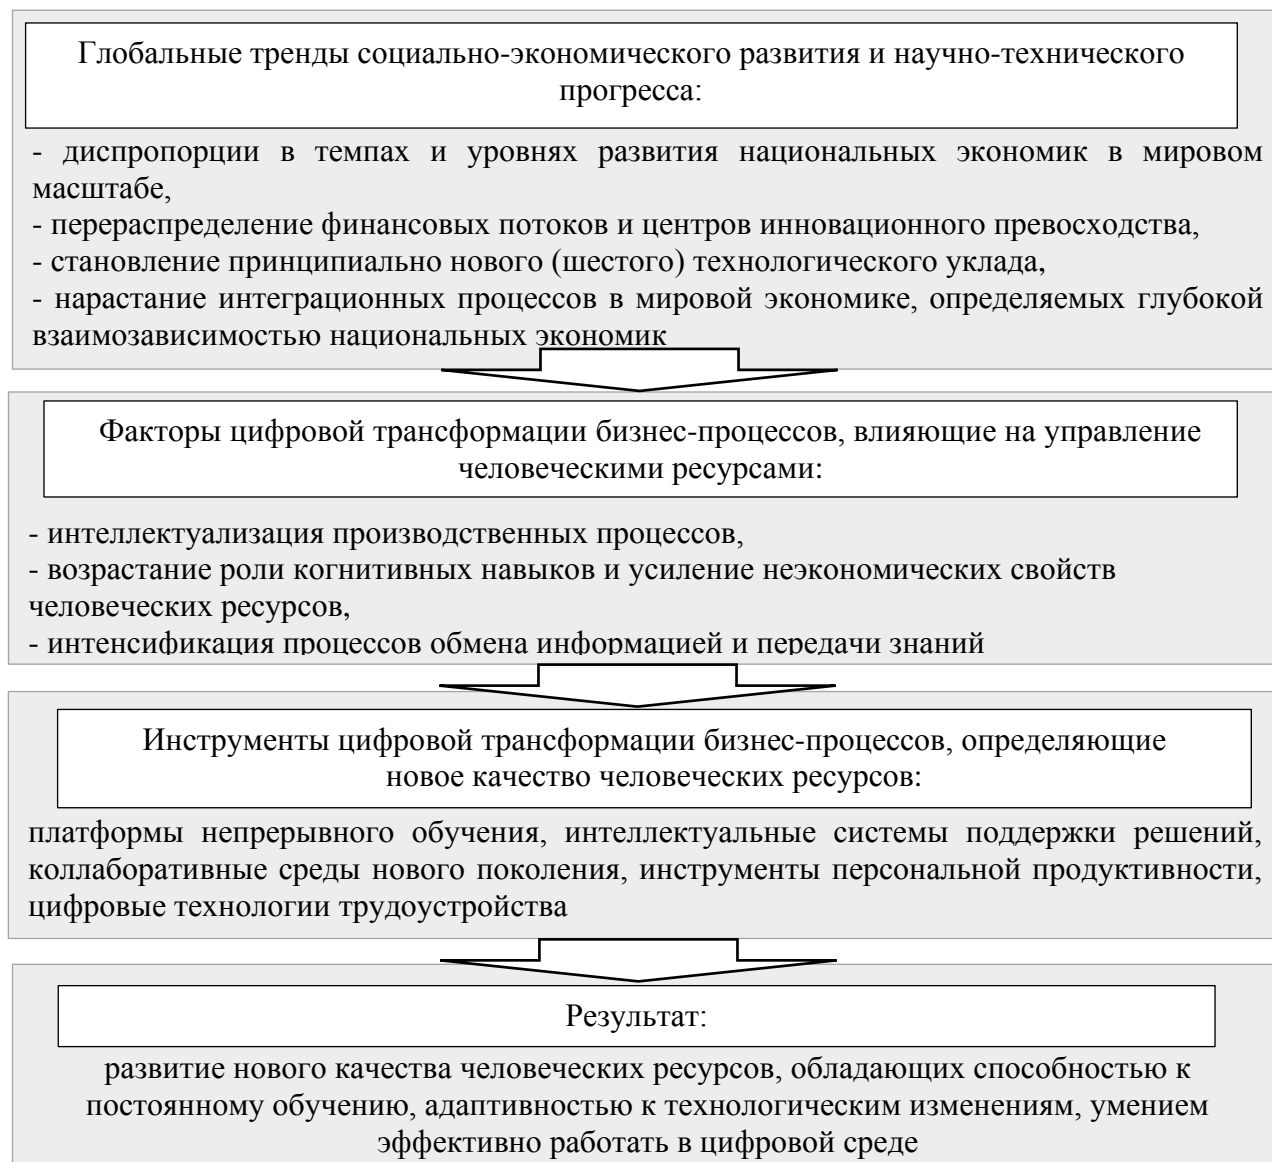 Глобальные тренды социально-экономического развития и научно-технического
прогресса:
- диспропорции в темпах и уровнях развития национальных экономик в мировом
масштабе,
- перераспределение финансовых потоков и центров инновационного превосходства,
- становление принципиально нового (шестого) технологического уклада,
- нарастание интеграционных процессов в мировой экономике, определяемых глубокой
взаимозависимостью национальных экономик
Факторы цифровой трансформации бизнес-процессов, влияющие на управление
человеческими ресурсами:
- интеллектуализация производственных процессов,
- возрастание роли когнитивных навыков и усиление неэкономических свойств
человеческих ресурсов,
- интенсификация процессов обмена информацией и передачи знаний
Инструменты цифровой трансформации бизнес-процессов, определяющие
новое качество человеческих ресурсов:
платформы непрерывного обучения, интеллектуальные системы поддержки решений,
коллаборативные среды нового поколения, инструменты персональной продуктивности,
цифровые технологии трудоустройства
Результат:
развитие нового качества человеческих ресурсов, обладающих способностью к
постоянному обучению, адаптивностью к технологическим изменениям, умением
эффективно работать в цифровой среде